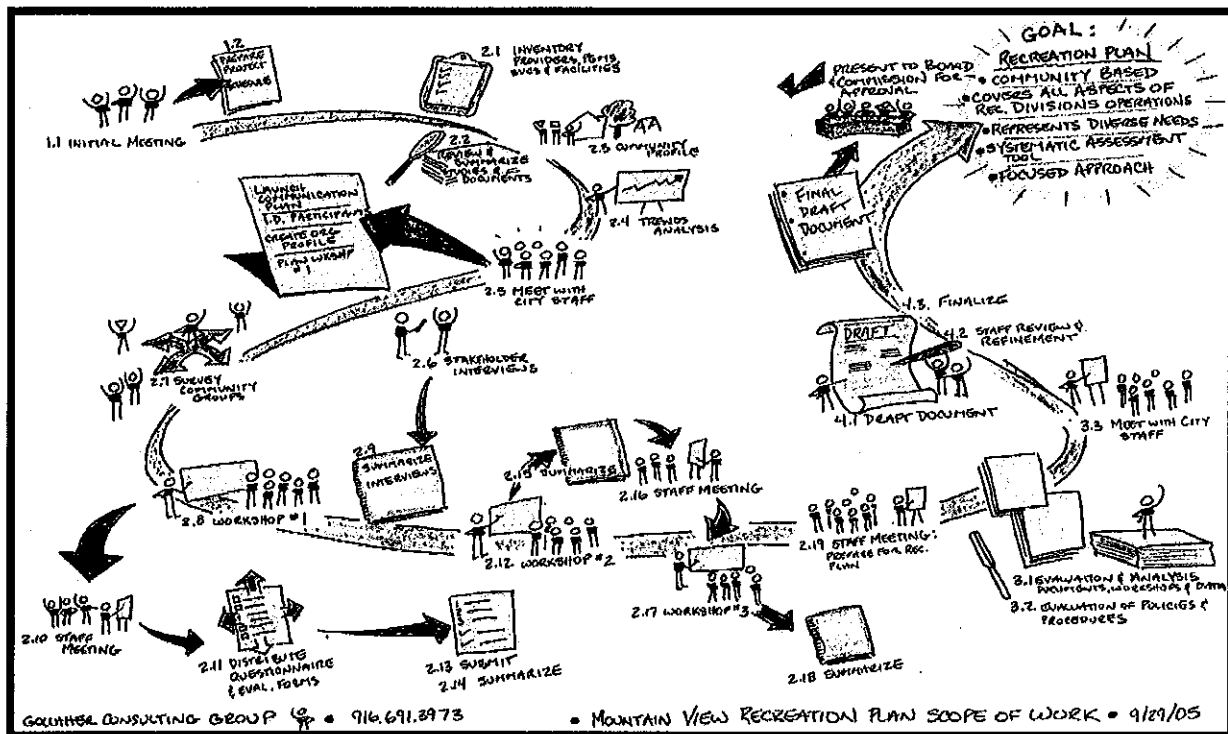 1.1 INITIAL MEETING
1.2
PREPARE
PROJECT
SCHEDULE
2.1 INVENTORY
PROVIDERS, PGMS
SVCS & FACILITIES
2.2
REVIEW &
SUMMARIZE
STUDIES &
DOCUMENTS
2.3 COMMUNITY
PROFILE
2.4 TRENDS
ANALYSIS
LAUNCH
COMMUNICATION
PLAN
I.D. PARTICIPANTS
CREATE ORG
PROFILE
PLAN WKSHP
#1
2.5 MEET WITH
CITY STAFF
2.6 STAKEHOLDER
INTERVIEWS
2.7 SURVEY
COMMUNITY
GROUPS
2.8 WORKSHOP #1
2.9
SUMMARIZE
INTERVIEWS
2.10 STAFF
MEETING
2.11 DISTRIBUTE
QUESTIONNAIRE
& EVAL. FORMS
2.12 WORKSHOP #2
2.13 SUBMIT
2.14 SUMMARIZE
2.15 SUMMARIZE
2.16 STAFF MEETING
2.17 WORKSHOP #3
2.18 SUMMARIZE
2.19 STAFF MEETING:
PREPARE FOR REC.
PLAN
3.1 EVALUATION & ANALYSIS
DOCUMENTS, WORKSHOPS & DATA
3.2. EVALUATION OF POLICIES &
PROCEDURES
3.3 MEET WITH CITY
STAFF
DRAFT
4.1 DRAFT DOCUMENT
4.2 STAFF REVIEW &
REFINEMENT
4.3. FINALIZE
• FINAL
DRAFT
DOCUMENT
PRESENT TO BOARD
& COMMISSION FOR
APPROVAL
GOAL:
RECREATION PLAN
• COMMUNITY BASED
• COVERS ALL ASPECTS OF
REC. DIVISIONS OPERATIONS
• REPRESENTS DIVERSE NEEDS
• SYSTEMATIC ASSESSMENT
TOOL
• FOCUSED APPROACH
GOLLAHER CONSULTING GROUP • 916.691.3973
• MOUNTAIN VIEW RECREATION PLAN SCOPE OF WORK • 9/29/05